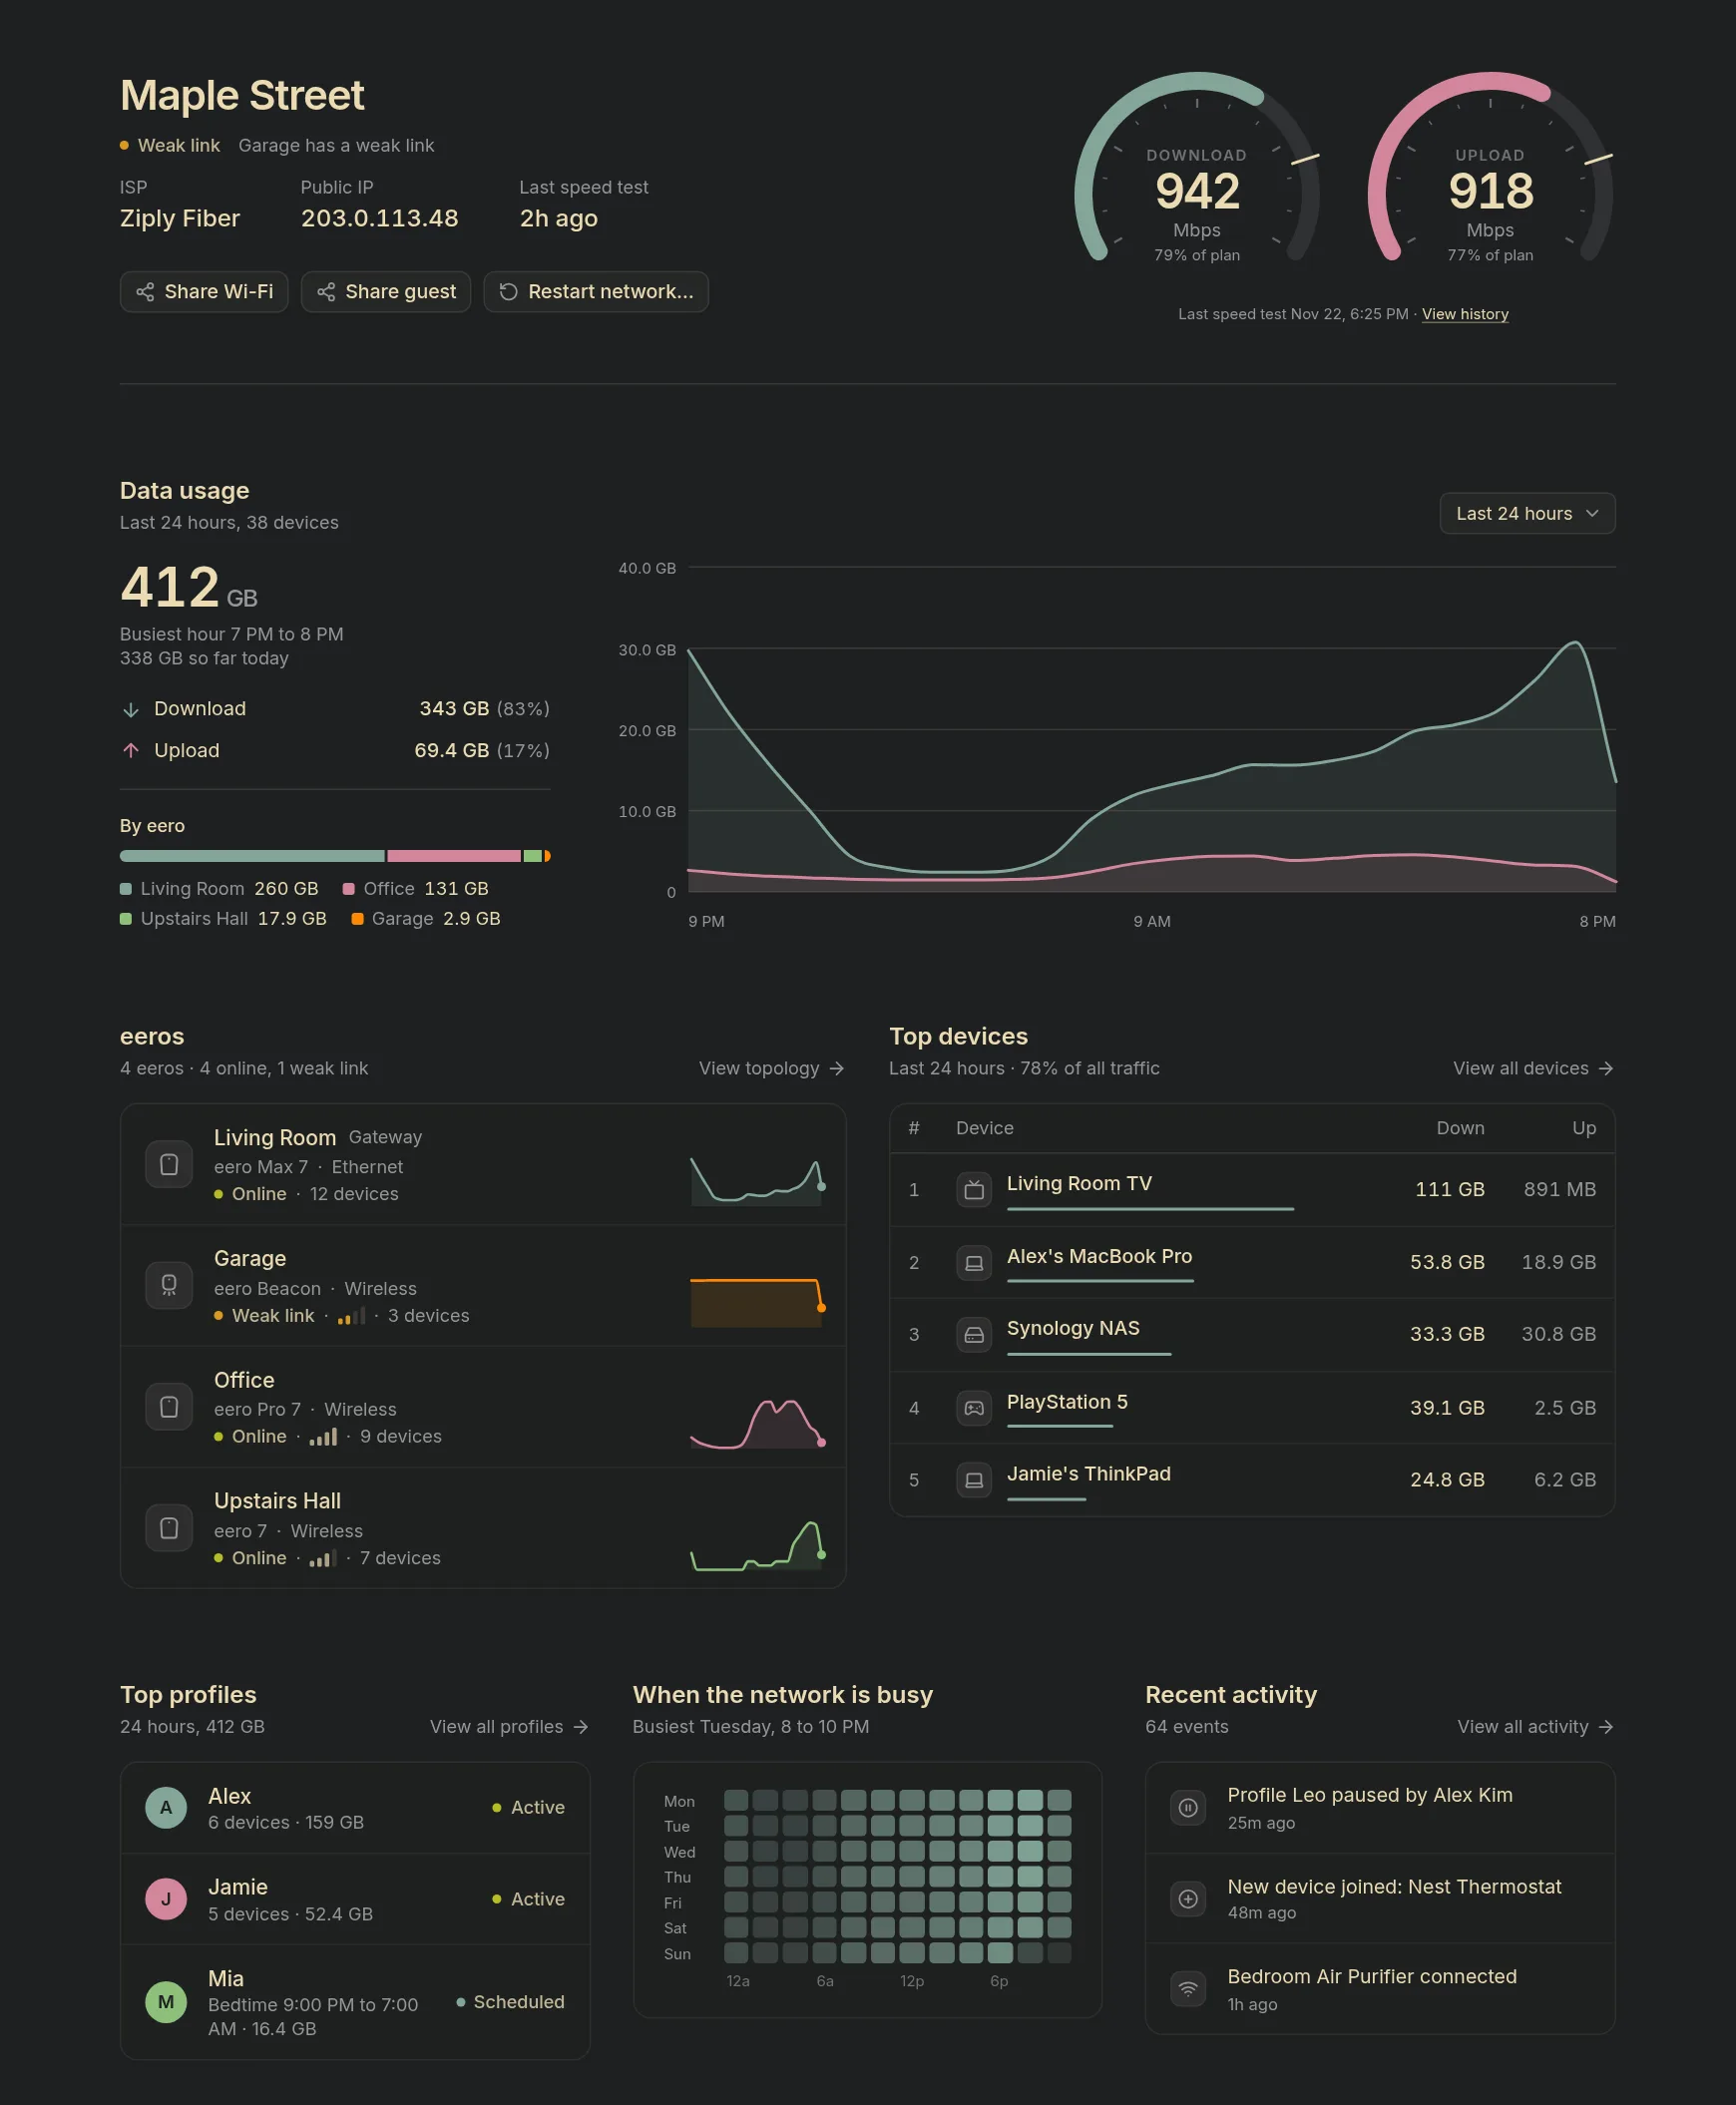 Maple Street
Weak link Garage has a weak link
ISP Public IP Last speed test
Ziply Fiber 203.0.113.48 2h ago
Share Wi-Fi Share guest Restart network...
DOWNLOAD
942
Mbps
79% of plan
UPLOAD
918
Mbps
77% of plan
Last speed test Nov 22, 6:25 PM · View history
Data usage
Last 24 hours, 38 devices
Last 24 hours
412 GB
Busiest hour 7 PM to 8 PM
338 GB so far today
Download 343 GB (83%)
Upload 69.4 GB (17%)
By eero
Living Room 260 GB Office 131 GB
Upstairs Hall 17.9 GB Garage 2.9 GB
40.0 GB
30.0 GB
20.0 GB
10.0 GB
0
9 PM 9 AM 8 PM
eeros
4 eeros · 4 online, 1 weak link View topology →
Living Room Gateway
eero Max 7 · Ethernet
Online · 12 devices
Garage
eero Beacon · Wireless
Weak link · · 3 devices
Office
eero Pro 7 · Wireless
Online · · 9 devices
Upstairs Hall
eero 7 · Wireless
Online · · 7 devices
Top devices
Last 24 hours · 78% of all traffic View all devices →
# Device Down Up
1 Living Room TV 111 GB 891 MB
2 Alex's MacBook Pro 53.8 GB 18.9 GB
3 Synology NAS 33.3 GB 30.8 GB
4 PlayStation 5 39.1 GB 2.5 GB
5 Jamie's ThinkPad 24.8 GB 6.2 GB
Top profiles
24 hours, 412 GB View all profiles →
A Alex
6 devices · 159 GB
Active
J Jamie
5 devices · 52.4 GB
Active
M Mia
Bedtime 9:00 PM to 7:00
AM · 16.4 GB
Scheduled
When the network is busy
Busiest Tuesday, 8 to 10 PM
Mon
Tue
Wed
Thu
Fri
Sat
Sun
12a 6a 12p 6p
Recent activity
64 events View all activity →
Profile Leo paused by Alex Kim
25m ago
New device joined: Nest Thermostat
48m ago
Bedroom Air Purifier connected
1h ago